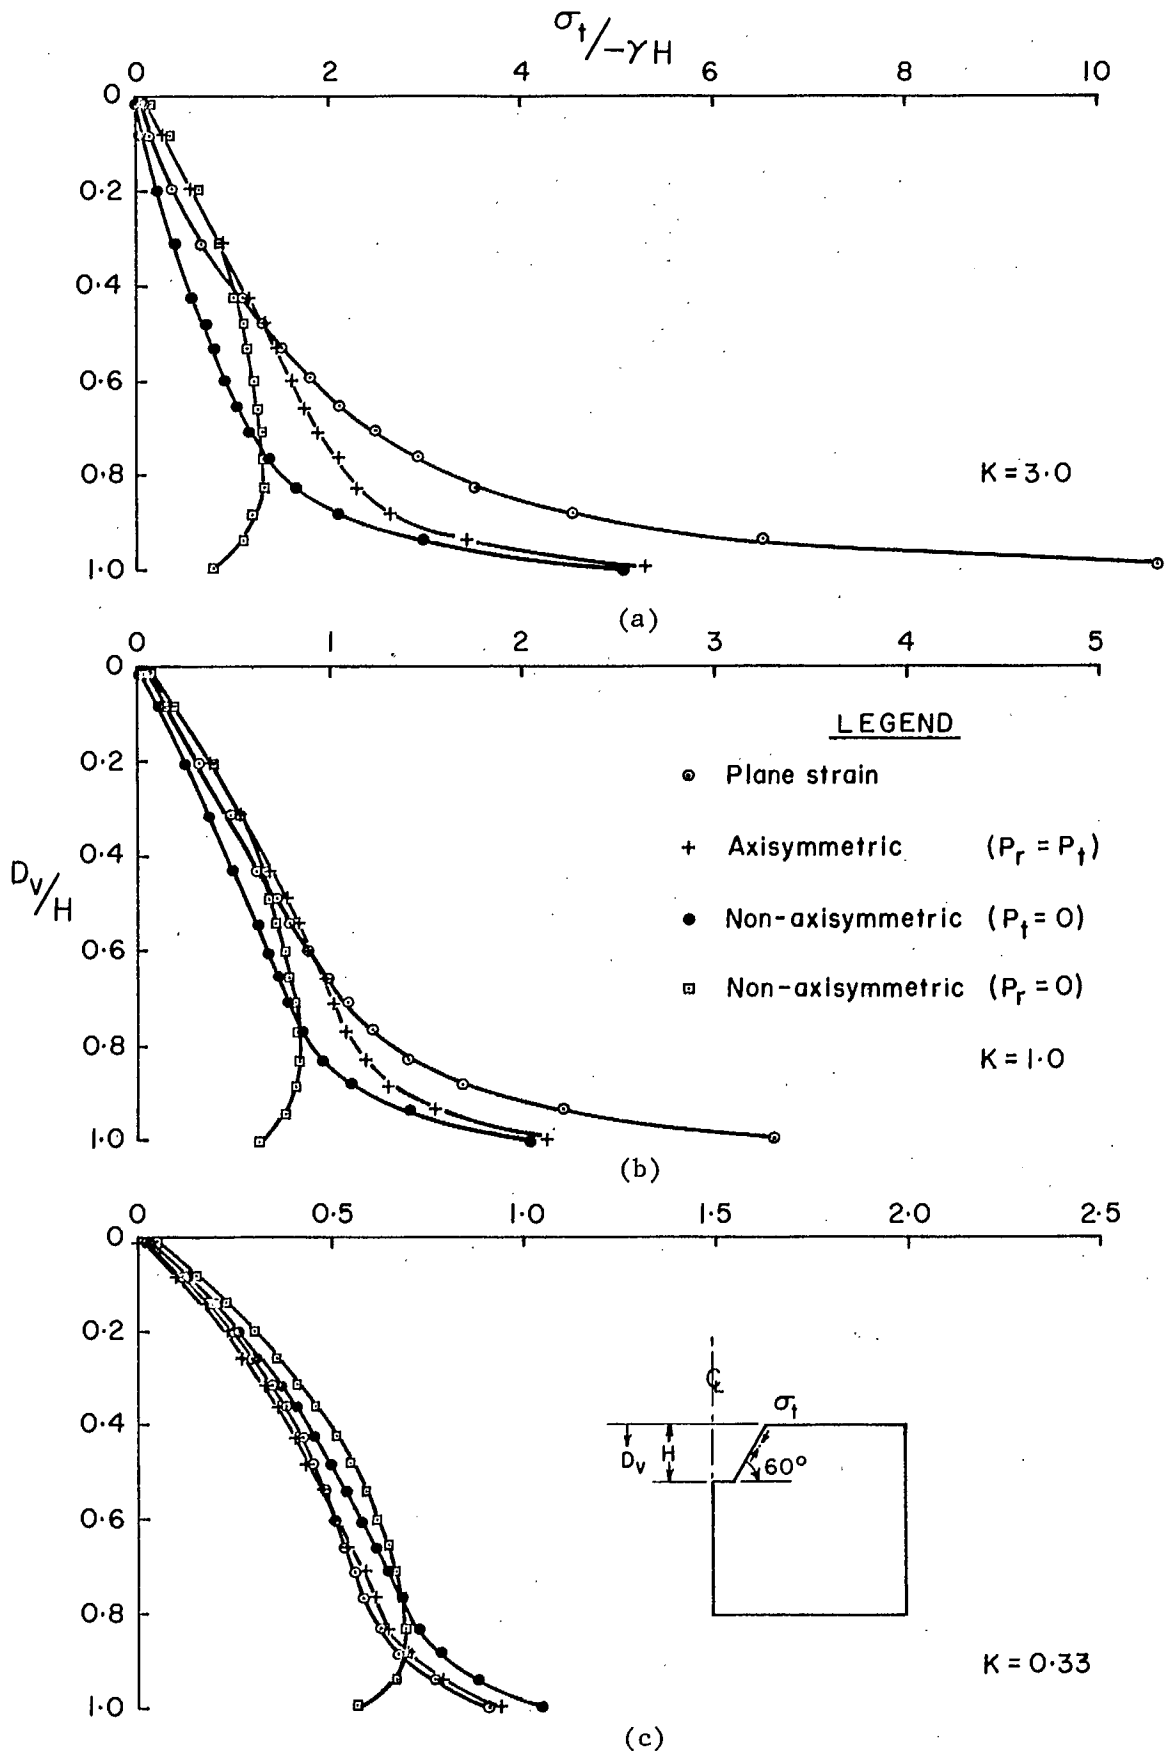 σt/-γH
0 2 4 6 8 10
0
0·2
0·4
0·6
0·8
1·0
K = 3·0
(a)
0 1 2 3 4 5
0
0·2
0·4
0·6
0·8
1·0
Dv/H
LEGEND
Plane strain
Axisymmetric (Pr = Pt)
Non-axisymmetric (Pt = 0)
Non-axisymmetric (Pr = 0)
K = 1·0
(b)
0 0·5 1·0 1·5 2·0 2·5
0
0·2
0·4
0·6
0·8
1·0
℄
σt
Dv
H
60°
K = 0·33
(c)